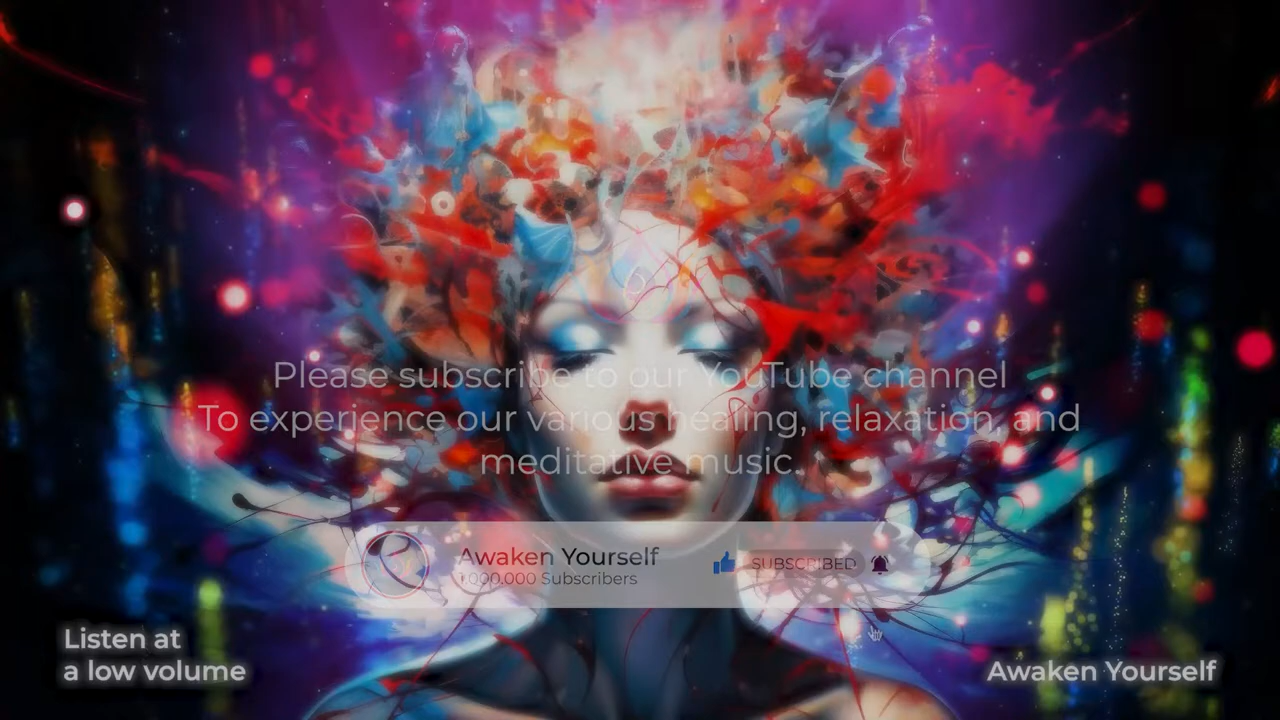 Please subscribe to our YouTube channel
To experience our various healing, relaxation, and
meditative music.
Awaken Yourself
1,000,000 Subscribers
SUBSCRIBED
Listen at
a low volume
Awaken Yourself